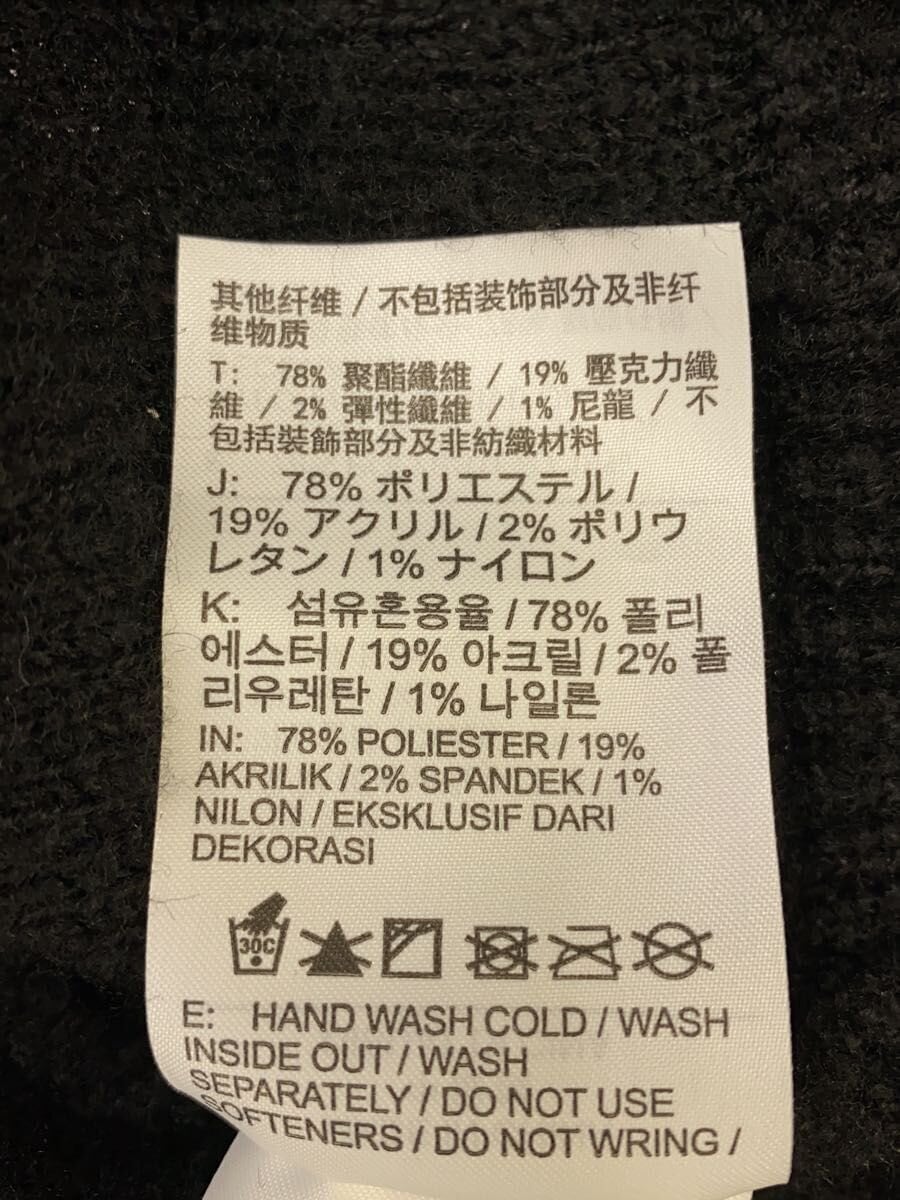 其他纤维 / 不包括装饰部分及非纤
维物质
T: 78% 聚酯纖維 / 19% 壓克力纖
維 / 2% 彈性纖維 / 1% 尼龍 / 不
包括裝飾部分及非紡織材料
J: 78% ポリエステル /
19% アクリル / 2% ポリウ
レタン / 1% ナイロン
K: 섬유혼용율 / 78% 폴리
에스터 / 19% 아크릴 / 2% 폴
리우레탄 / 1% 나일론
IN: 78% POLIESTER / 19%
AKRILIK / 2% SPANDEK / 1%
NILON / EKSKLUSIF DARI
DEKORASI
30C
E: HAND WASH COLD / WASH
INSIDE OUT / WASH
SEPARATELY / DO NOT USE
SOFTENERS / DO NOT WRING /